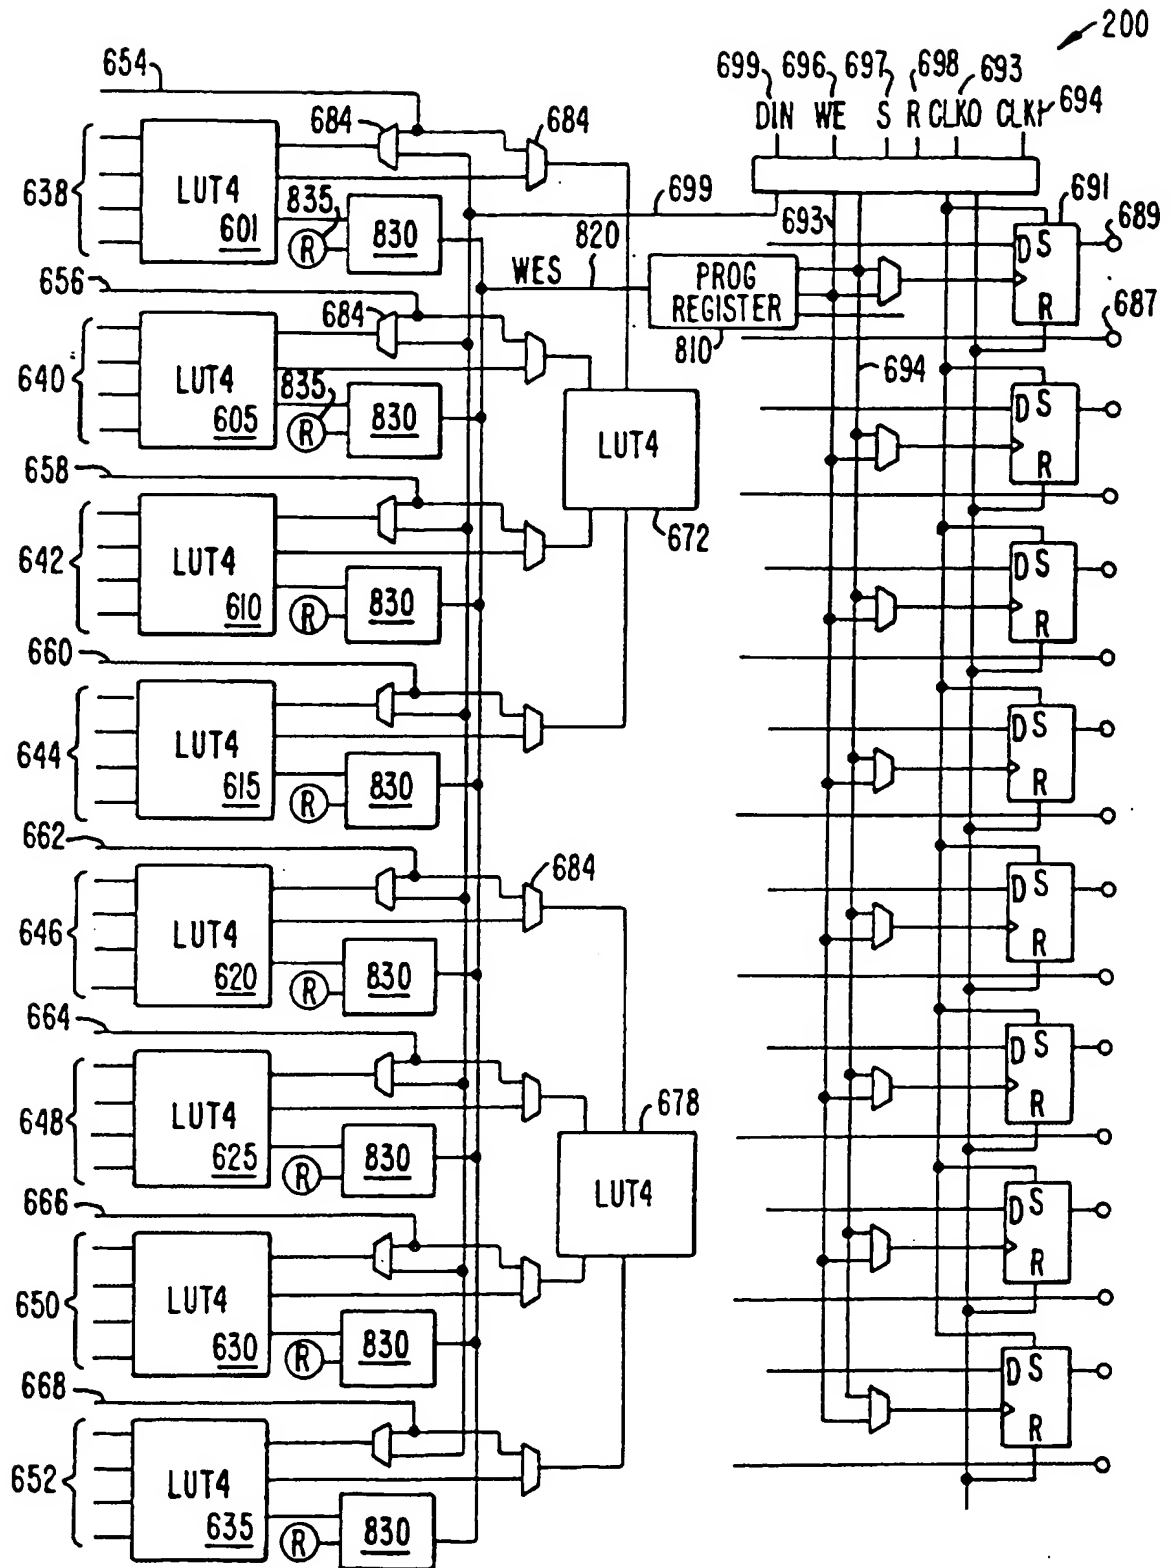 200
654
699 696 697 698 693
DIN WE S R CLK0 CLK1 694
684
684
638
LUT4
601
835
R
830
699
693
820
WES
PROG
REGISTER
810
691
689
D S
R
687
656
684
640
LUT4
605
835
R
830
694
LUT4
672
D S
R
658
642
LUT4
610
R
830
D S
R
660
644
LUT4
615
R
830
D S
R
662
684
646
LUT4
620
R
830
D S
R
664
648
LUT4
625
R
830
678
LUT4
D S
R
666
650
LUT4
630
R
830
D S
R
668
652
LUT4
635
R
830
D S
R